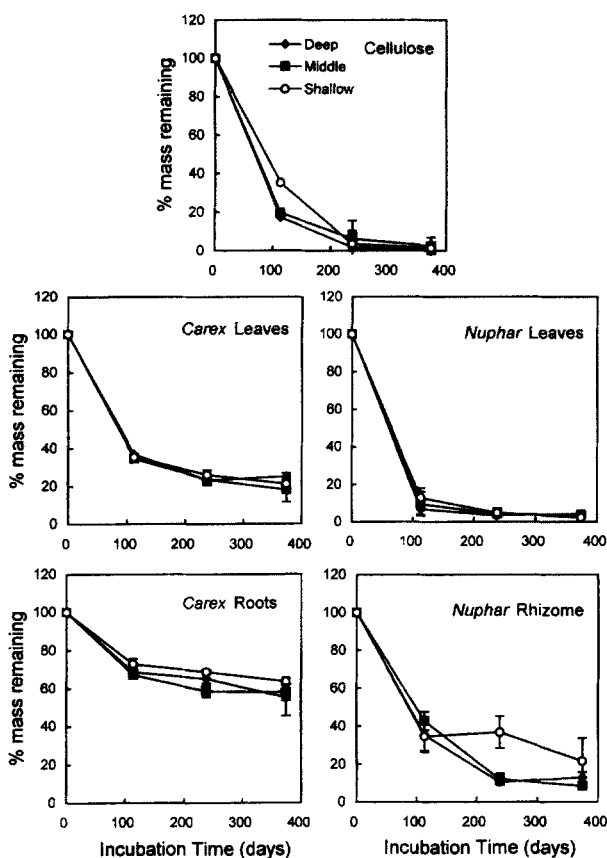 Cellulose
Deep
Middle
Shallow
% mass remaining
120
100
80
60
40
20
0
0 100 200 300 400
Carex Leaves
% mass remaining
120
100
80
60
40
20
0
0 100 200 300 400
Nuphar Leaves
120
100
80
60
40
20
0
0 100 200 300 400
Carex Roots
% mass remaining
120
100
80
60
40
20
0
0 100 200 300 400
Incubation Time (days)
Nuphar Rhizome
120
100
80
60
40
20
0
0 100 200 300 400
Incubation Time (days)